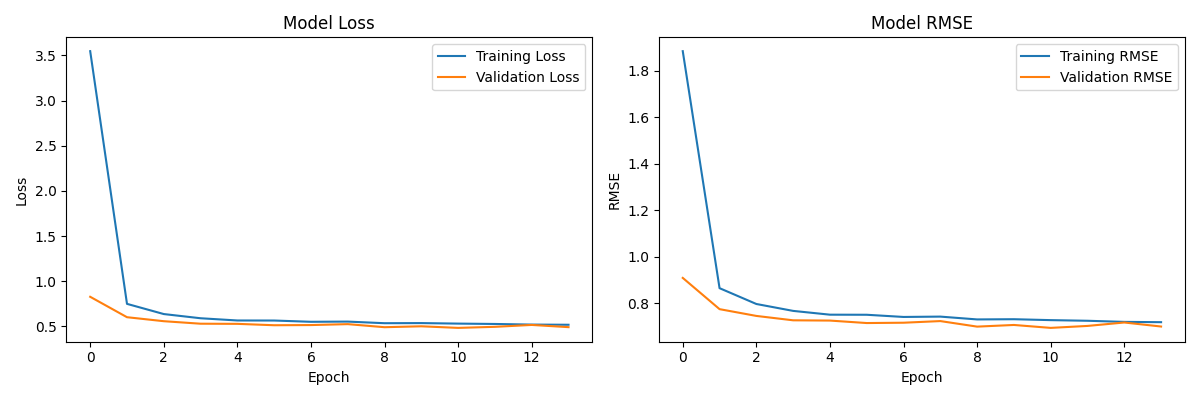 Model Loss
3.5
3.0
2.5
2.0
1.5
1.0
0.5
Loss
0 2 4 6 8 10 12
Epoch
Training Loss
Validation Loss
Model RMSE
1.8
1.6
1.4
1.2
1.0
0.8
RMSE
0 2 4 6 8 10 12
Epoch
Training RMSE
Validation RMSE